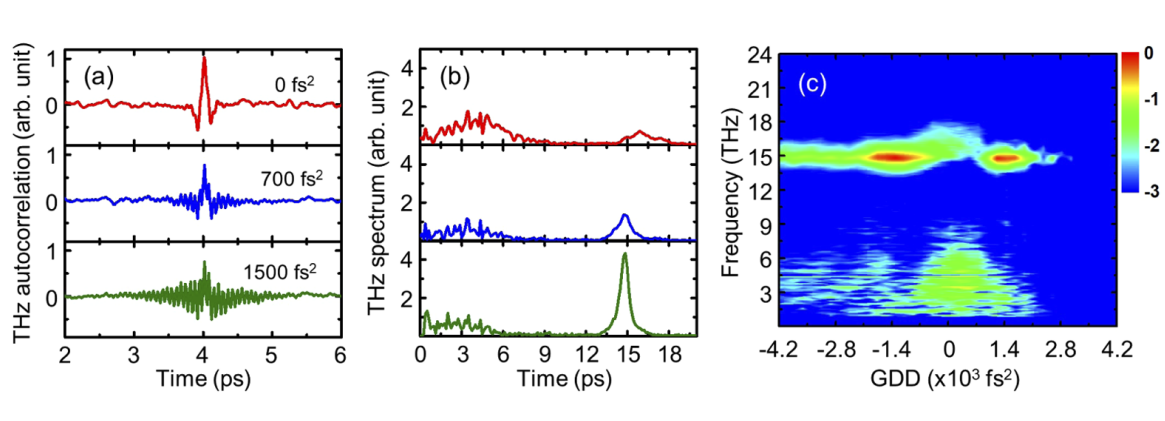 (a)
0 fs²
700 fs²
1500 fs²
THz autocorrelation (arb. unit)
1
0
1
0
1
0
2 3 4 5 6
Time (ps)
(b)
THz spectrum (arb. unit)
4
2
4
2
4
2
0 3 6 9 12 15 18
Time (ps)
(c)
Frequency (THz)
24
21
18
15
12
9
6
3
-4.2 -2.8 -1.4 0 1.4 2.8 4.2
GDD (x10³ fs²)
0
-1
-2
-3